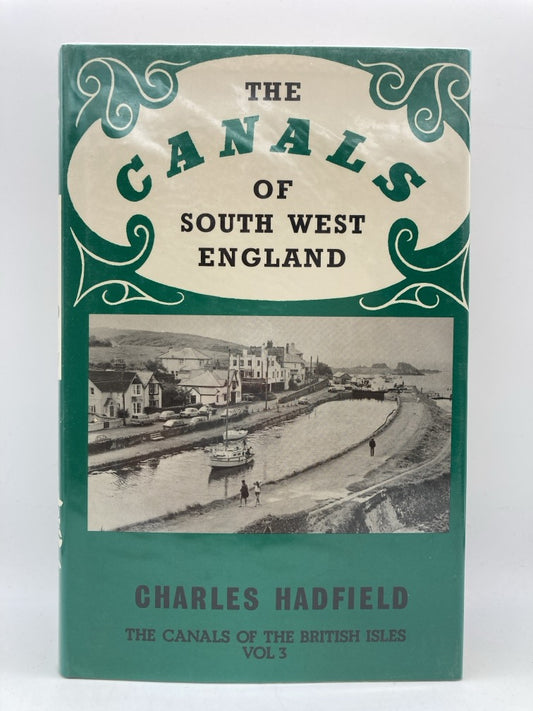 THE
CANALS
OF
SOUTH WEST
ENGLAND
CHARLES HADFIELD
THE CANALS OF THE BRITISH ISLES
VOL 3